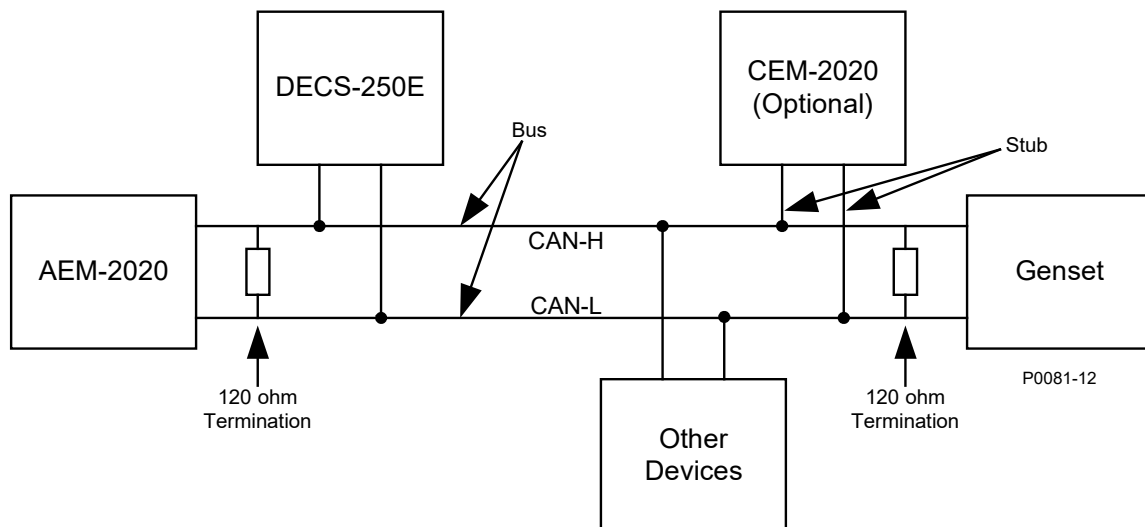 DECS-250E
CEM-2020
(Optional)
Bus
Stub
AEM-2020
CAN-H
Genset
CAN-L
P0081-12
120 ohm
Termination
120 ohm
Termination
Other
Devices